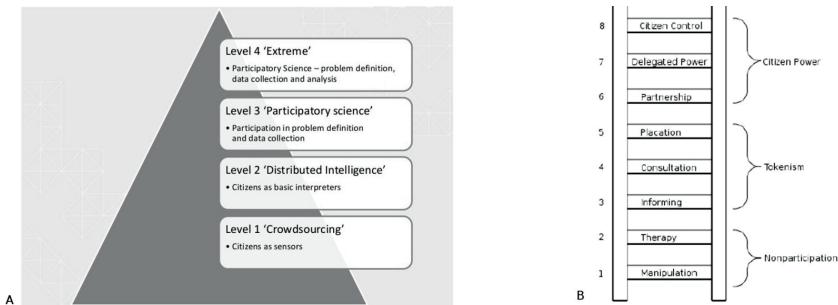 Level 4 ‘Extreme’
• Participatory Science – problem definition,
data collection and analysis
Level 3 ‘Participatory science’
• Participation in problem definition
and data collection
Level 2 ‘Distributed Intelligence’
• Citizens as basic interpreters
Level 1 ‘Crowdsourcing’
• Citizens as sensors
A
8 Citizen Control
7 Delegated Power
6 Partnership
Citizen Power
5 Placation
4 Consultation
3 Informing
Tokenism
2 Therapy
1 Manipulation
Nonparticipation
B